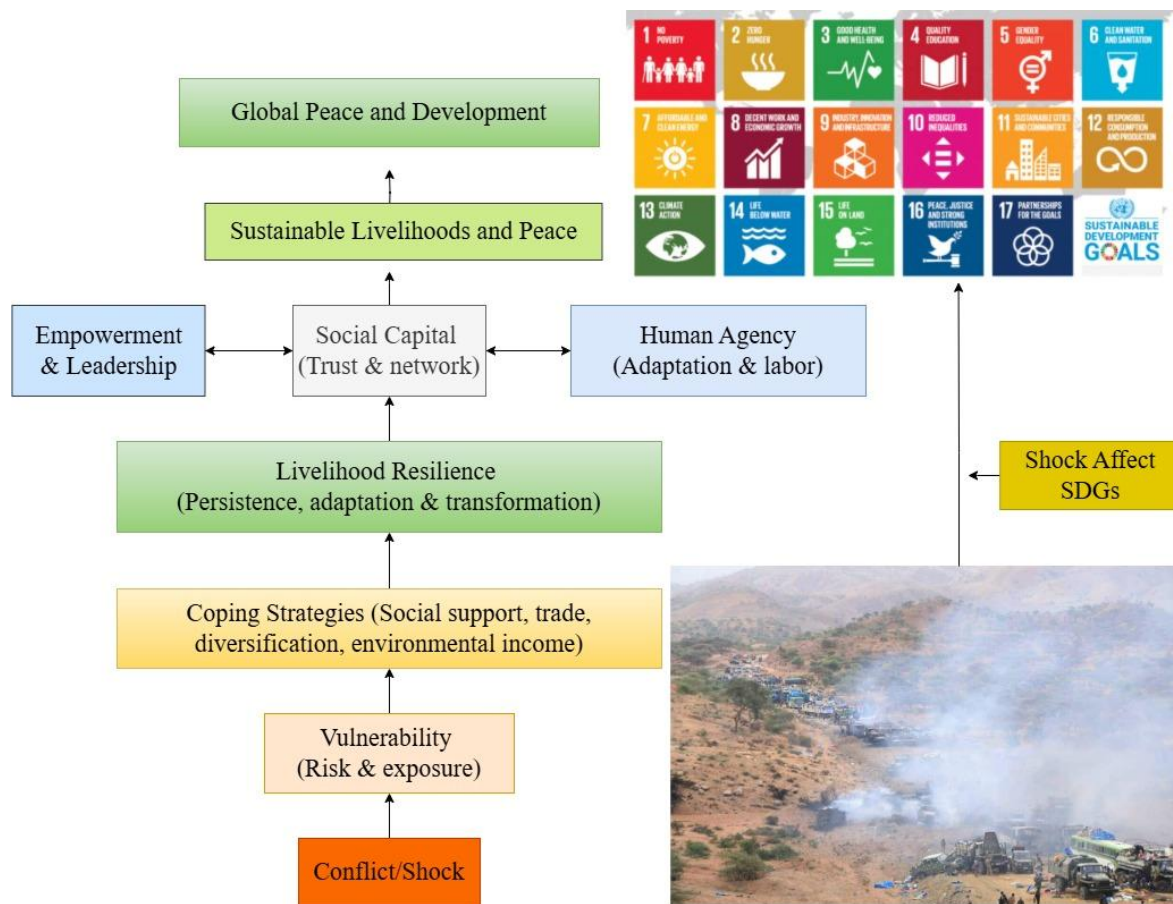 Global Peace and Development
Sustainable Livelihoods and Peace
Empowerment
& Leadership
Social Capital
(Trust & network)
Human Agency
(Adaptation & labor)
Livelihood Resilience
(Persistence, adaptation & transformation)
Coping Strategies (Social support, trade,
diversification, environmental income)
Vulnerability
(Risk & exposure)
Conflict/Shock
1 NO
POVERTY
2 ZERO
HUNGER
3 GOOD HEALTH
AND WELL-BEING
4 QUALITY
EDUCATION
5 GENDER
EQUALITY
6 CLEAN WATER
AND SANITATION
7 AFFORDABLE AND
CLEAN ENERGY
8 DECENT WORK AND
ECONOMIC GROWTH
9 INDUSTRY, INNOVATION
AND INFRASTRUCTURE
10 REDUCED
INEQUALITIES
11 SUSTAINABLE CITIES
AND COMMUNITIES
12 RESPONSIBLE
CONSUMPTION
AND PRODUCTION
13 CLIMATE
ACTION
14 LIFE
BELOW WATER
15 LIFE
ON LAND
16 PEACE, JUSTICE
AND STRONG
INSTITUTIONS
17 PARTNERSHIPS
FOR THE GOALS
SUSTAINABLE
DEVELOPMENT
GOALS
Shock Affect
SDGs